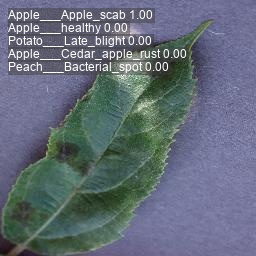 Apple___Apple_scab 1.00
Apple___healthy 0.00
Potato___Late_blight 0.00
Apple___Cedar_apple_rust 0.00
Peach___Bacterial_spot 0.00